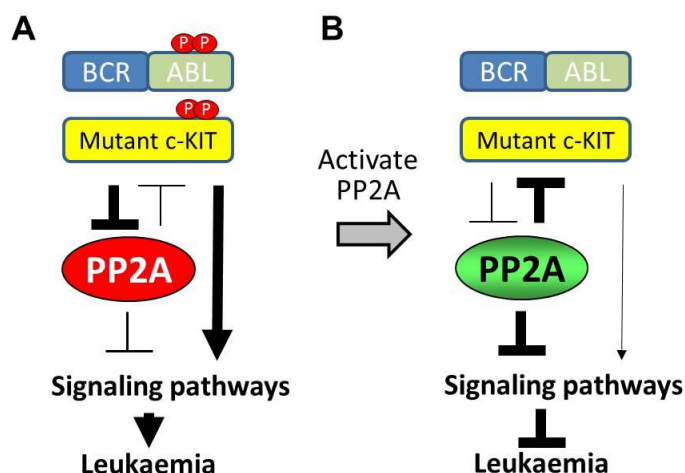 A
P P
BCR ABL
P P
Mutant c-KIT
PP2A
Signaling pathways
Leukaemia
Activate
PP2A
B
BCR ABL
Mutant c-KIT
PP2A
Signaling pathways
Leukaemia